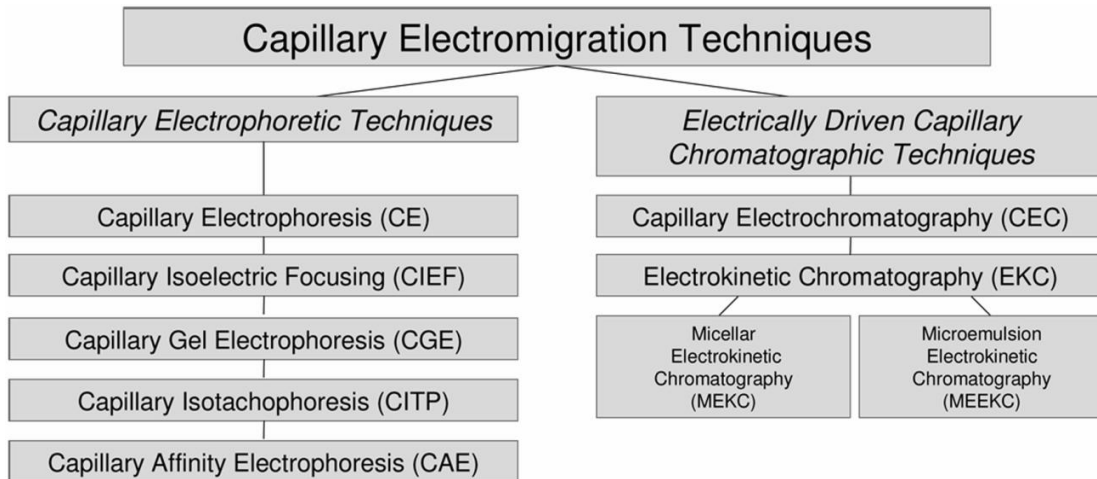 Capillary Electromigration Techniques
Capillary Electrophoretic Techniques
Capillary Electrophoresis (CE)
Capillary Isoelectric Focusing (CIEF)
Capillary Gel Electrophoresis (CGE)
Capillary Isotachophoresis (CITP)
Capillary Affinity Electrophoresis (CAE)
Electrically Driven Capillary
Chromatographic Techniques
Capillary Electrochromatography (CEC)
Electrokinetic Chromatography (EKC)
Micellar
Electrokinetic
Chromatography
(MEKC)
Microemulsion
Electrokinetic
Chromatography
(MEEKC)